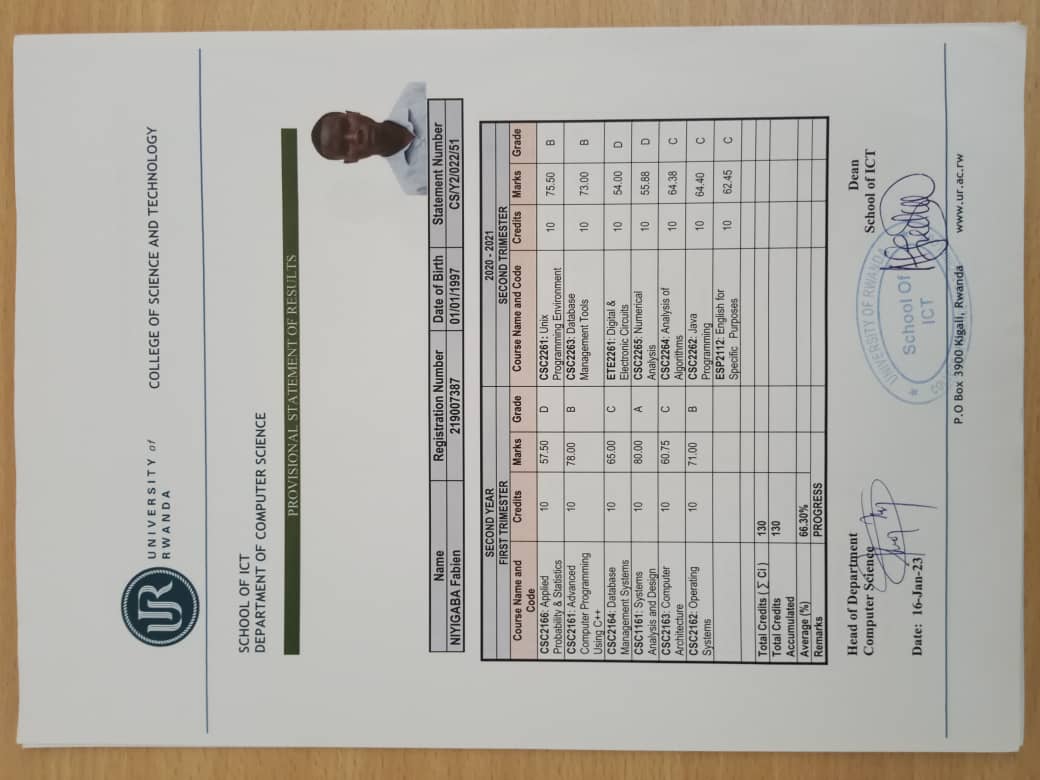 UNIVERSITY of
RWANDA
COLLEGE OF SCIENCE AND TECHNOLOGY
SCHOOL OF ICT
DEPARTMENT OF COMPUTER SCIENCE
PROVISIONAL STATEMENT OF RESULTS
Name Registration Number Date of Birth Statement Number
NIYIGABA Fabien 219007387 01/01/1997 CS/Y2/022/51
SECOND YEAR 2020 - 2021
FIRST TRIMESTER SECOND TRIMESTER
Course Name and Credits Marks Grade Course Name and Code Credits Marks Grade
Code
CSC2166: Applied 10 57.50 D CSC2261: Unix
Probability & Statistics Programming Environment 10 75.50 B
CSC2161: Advanced 10 78.00 B CSC2263: Database
Computer Programming Management Tools 10 73.00 B
Using C++
CSC2164: Database 10 65.00 C ETE2261: Digital &
Management Systems Electronic Circuits 10 54.00 D
CSC1161: Systems 10 80.00 A CSC2265: Numerical
Analysis and Design Analysis 10 55.88 D
CSC2163: Computer 10 60.75 C CSC2264: Analysis of
Architecture Algorithms 10 64.38 C
CSC2162: Operating 10 71.00 B CSC2262: Java
Systems Programming 10 64.40 C
ESP2112: English for
Specific Purposes 10 62.45 C
Total Credits ( ∑ Ci ) 130
Total Credits 130
Accumulated
Average (%) 66.30%
Remarks PROGRESS
Head of Department
Computer Science
Dean
School of ICT
UNIVERSITY OF RWANDA
School Of
ICT
Date: 16-Jan-23
P.O Box 3900 Kigali, Rwanda www.ur.ac.rw